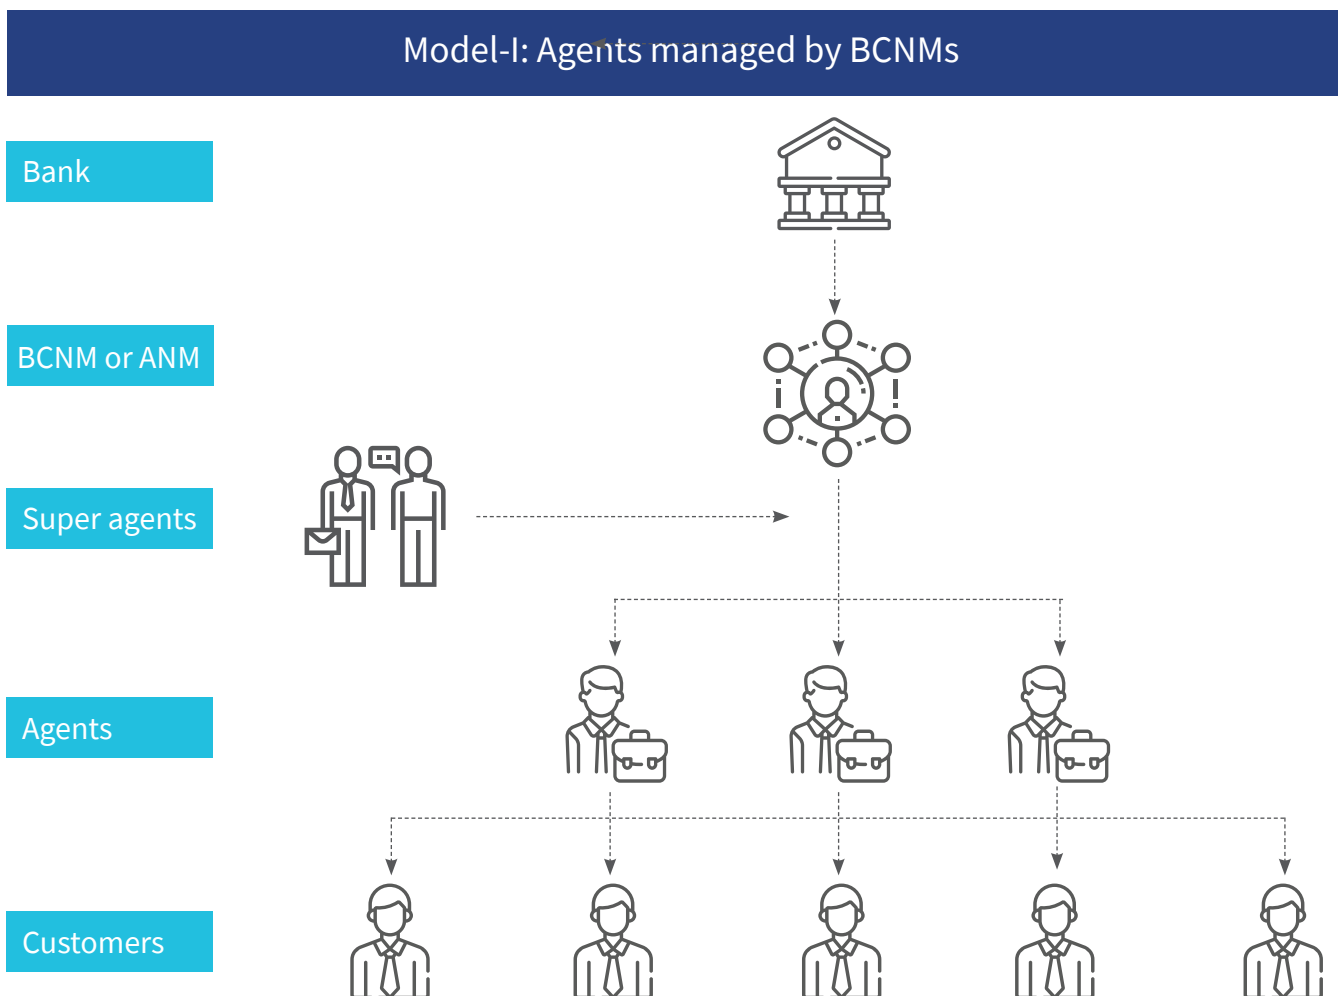 Model-I: Agents managed by BCNMs
Bank
BCNM or ANM
Super agents
Agents
Customers